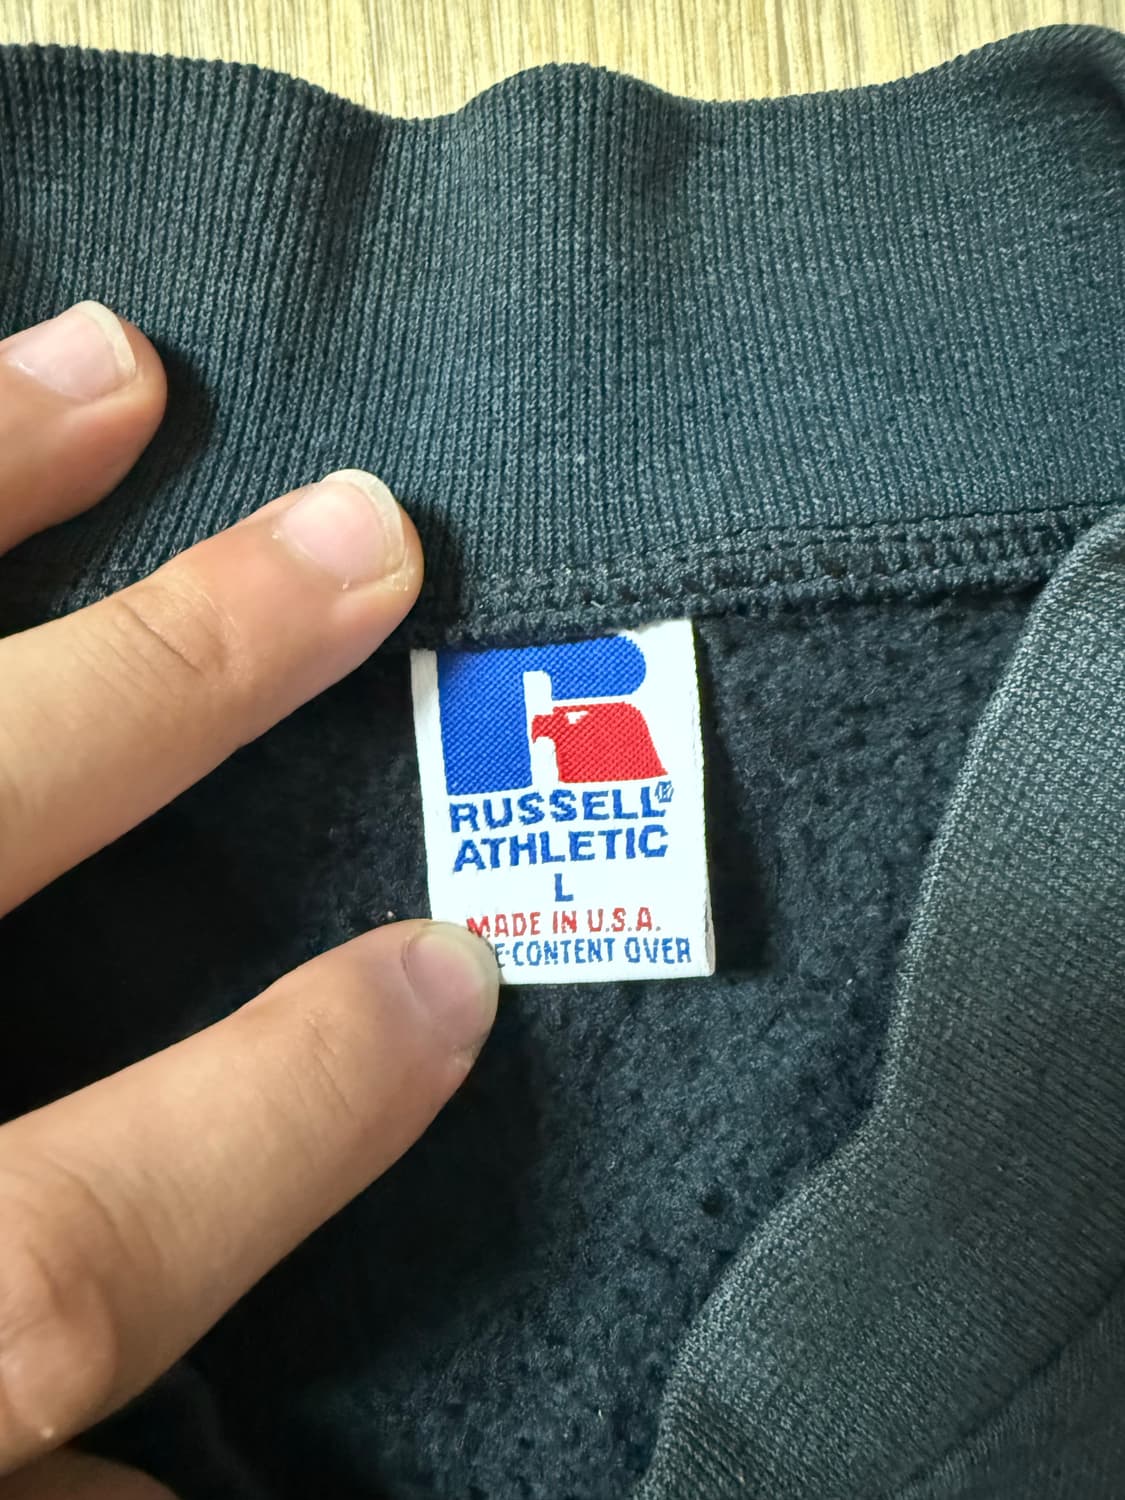 RUSSELL®
ATHLETIC
L
MADE IN U.S.A.
CONTENT OVER